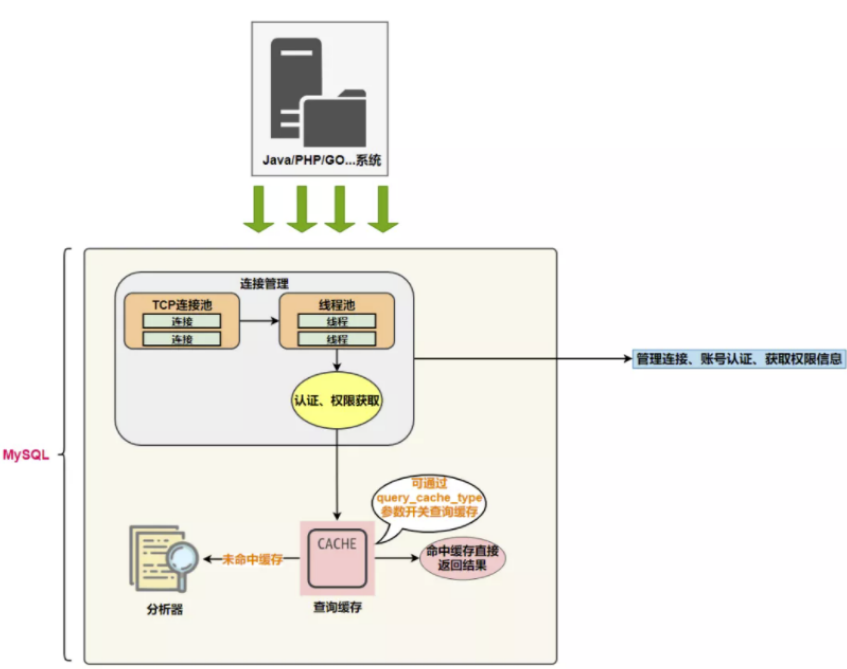 Java/PHP/GO...系统
连接管理
TCP连接池
连接
连接
线程池
线程
线程
管理连接、账号认证、获取权限信息
认证、权限获取
MySQL
可通过
query_cache_type
参数开关查询缓存
CACHE
未命中缓存
命中缓存直接
返回结果
分析器
查询缓存